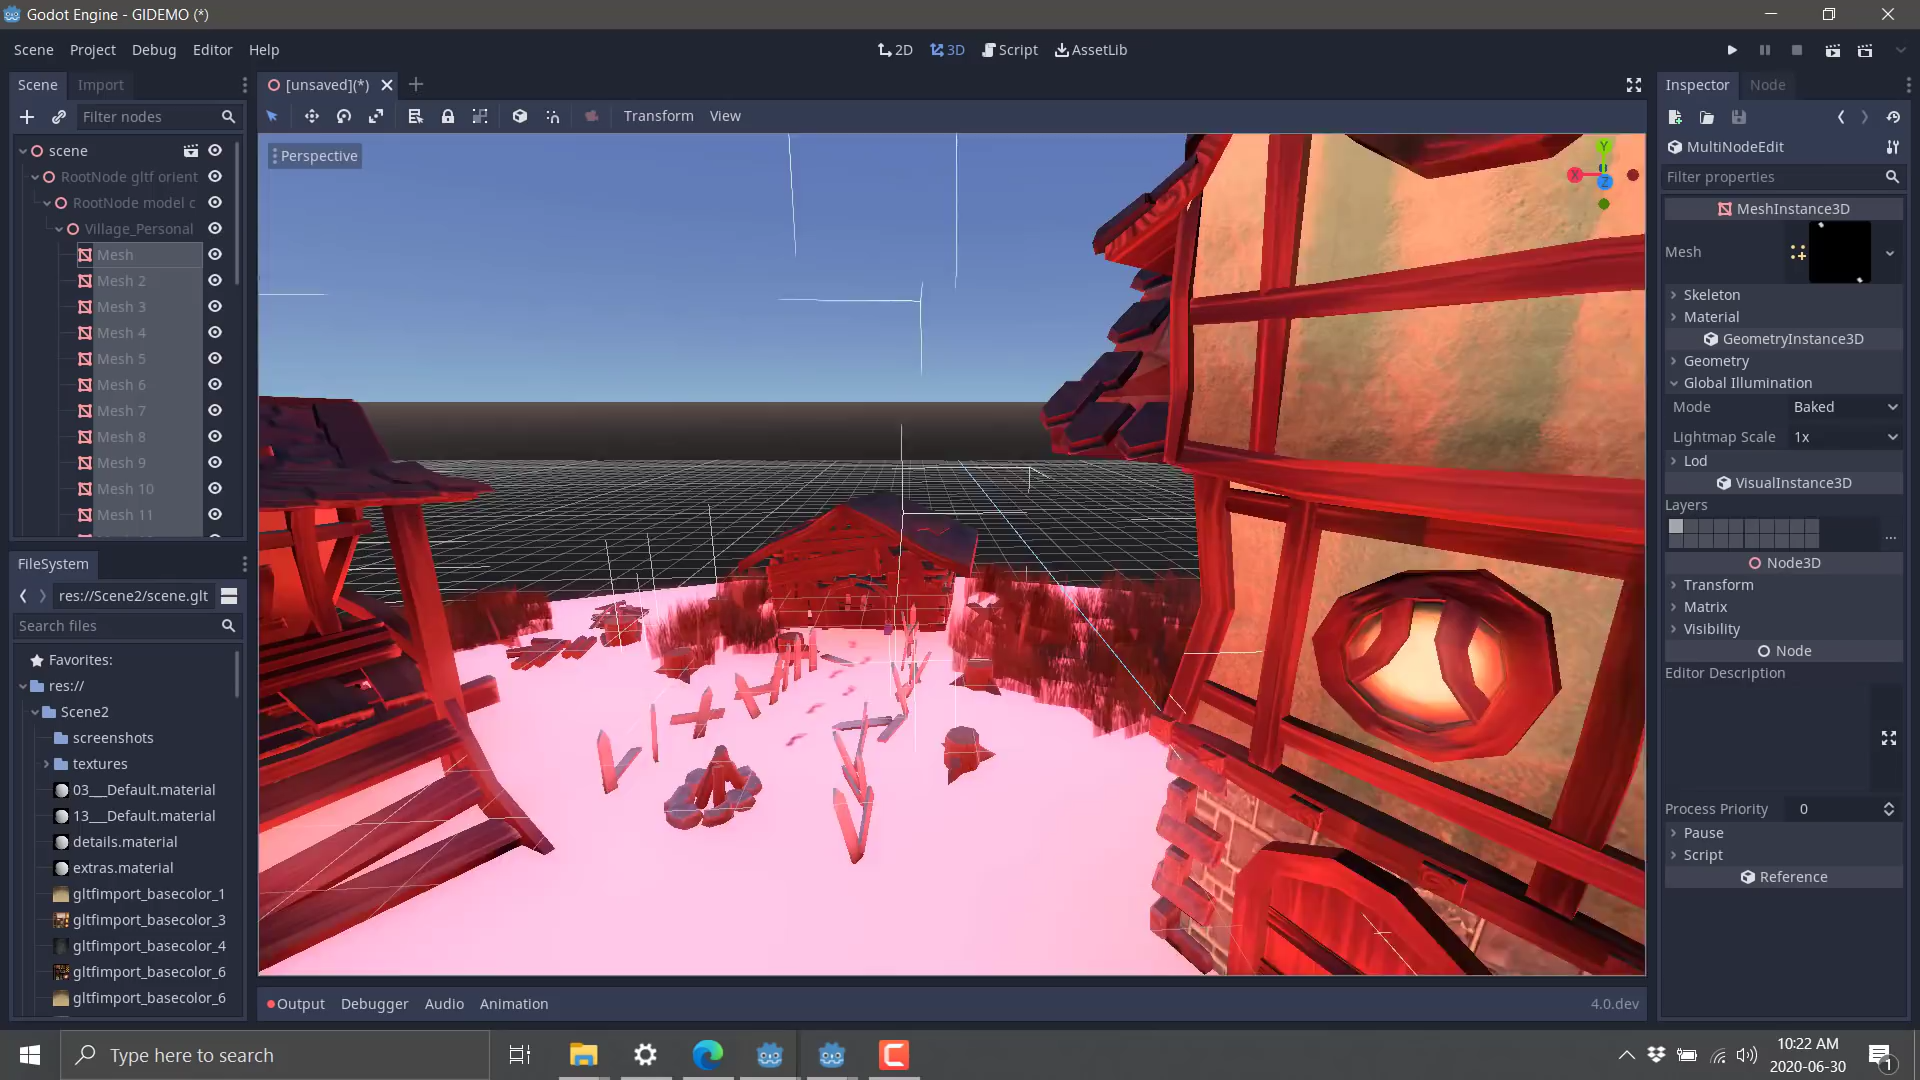 Godot Engine - GIDEMO (*)
Scene Project Debug Editor Help
2D 3D Script AssetLib
Scene Import
[unsaved](*)
Inspector Node
Filter nodes
Transform View
scene
RootNode gltf orient
RootNode model c
Village_Personal
Mesh
Mesh 2
Mesh 3
Mesh 4
Mesh 5
Mesh 6
Mesh 7
Mesh 8
Mesh 9
Mesh 10
Mesh 11
FileSystem
res://Scene2/scene.glt
Search files
Favorites:
res://
Scene2
screenshots
textures
03___Default.material
13___Default.material
details.material
extras.material
gltfimport_basecolor_1
gltfimport_basecolor_3
gltfimport_basecolor_4
gltfimport_basecolor_6
gltfimport_basecolor_6
Perspective
Y
X
Z
Output Debugger Audio Animation
4.0.dev
MultiNodeEdit
Filter properties
MeshInstance3D
Mesh
Skeleton
Material
GeometryInstance3D
Geometry
Global Illumination
Mode Baked
Lightmap Scale 1x
Lod
VisualInstance3D
Layers
...
Node3D
Transform
Matrix
Visibility
Node
Editor Description
Process Priority 0
Pause
Script
Reference
Type here to search
10:22 AM
2020-06-30
1